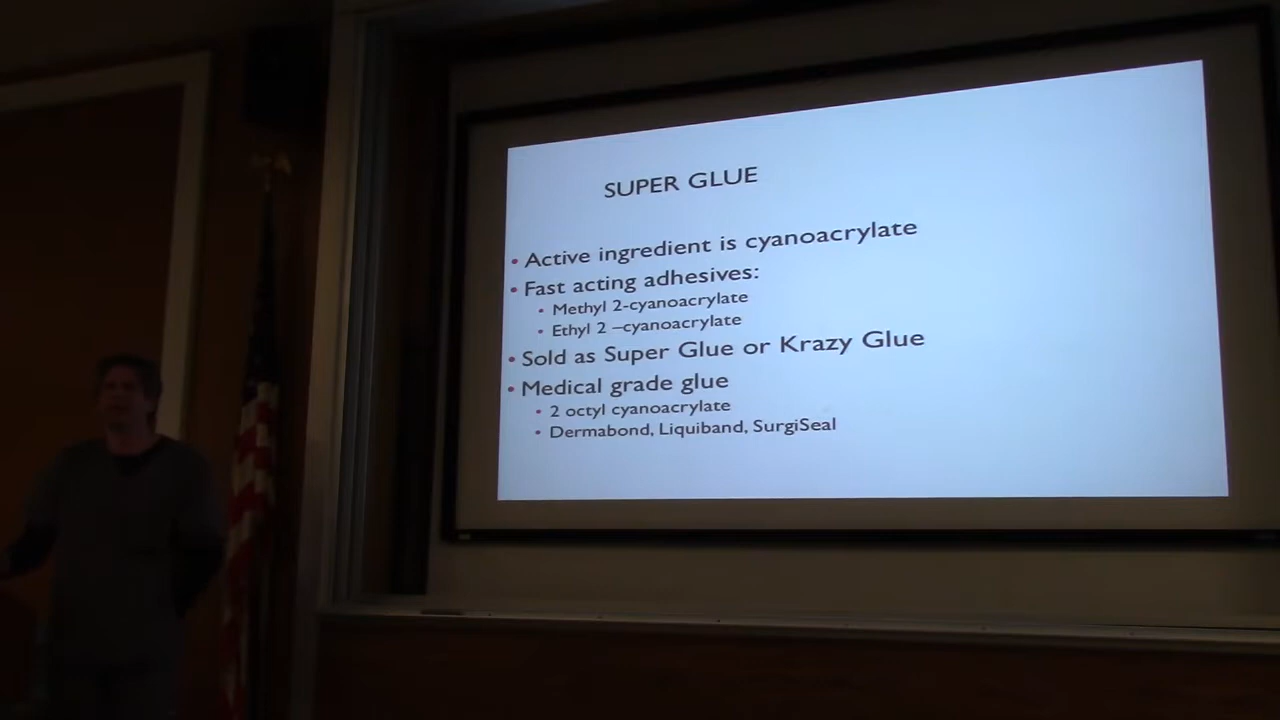 SUPER GLUE
• Active ingredient is cyanoacrylate
• Fast acting adhesives:
• Methyl 2-cyanoacrylate
• Ethyl 2 –cyanoacrylate
• Sold as Super Glue or Krazy Glue
• Medical grade glue
• 2 octyl cyanoacrylate
• Dermabond, Liquiband, SurgiSeal